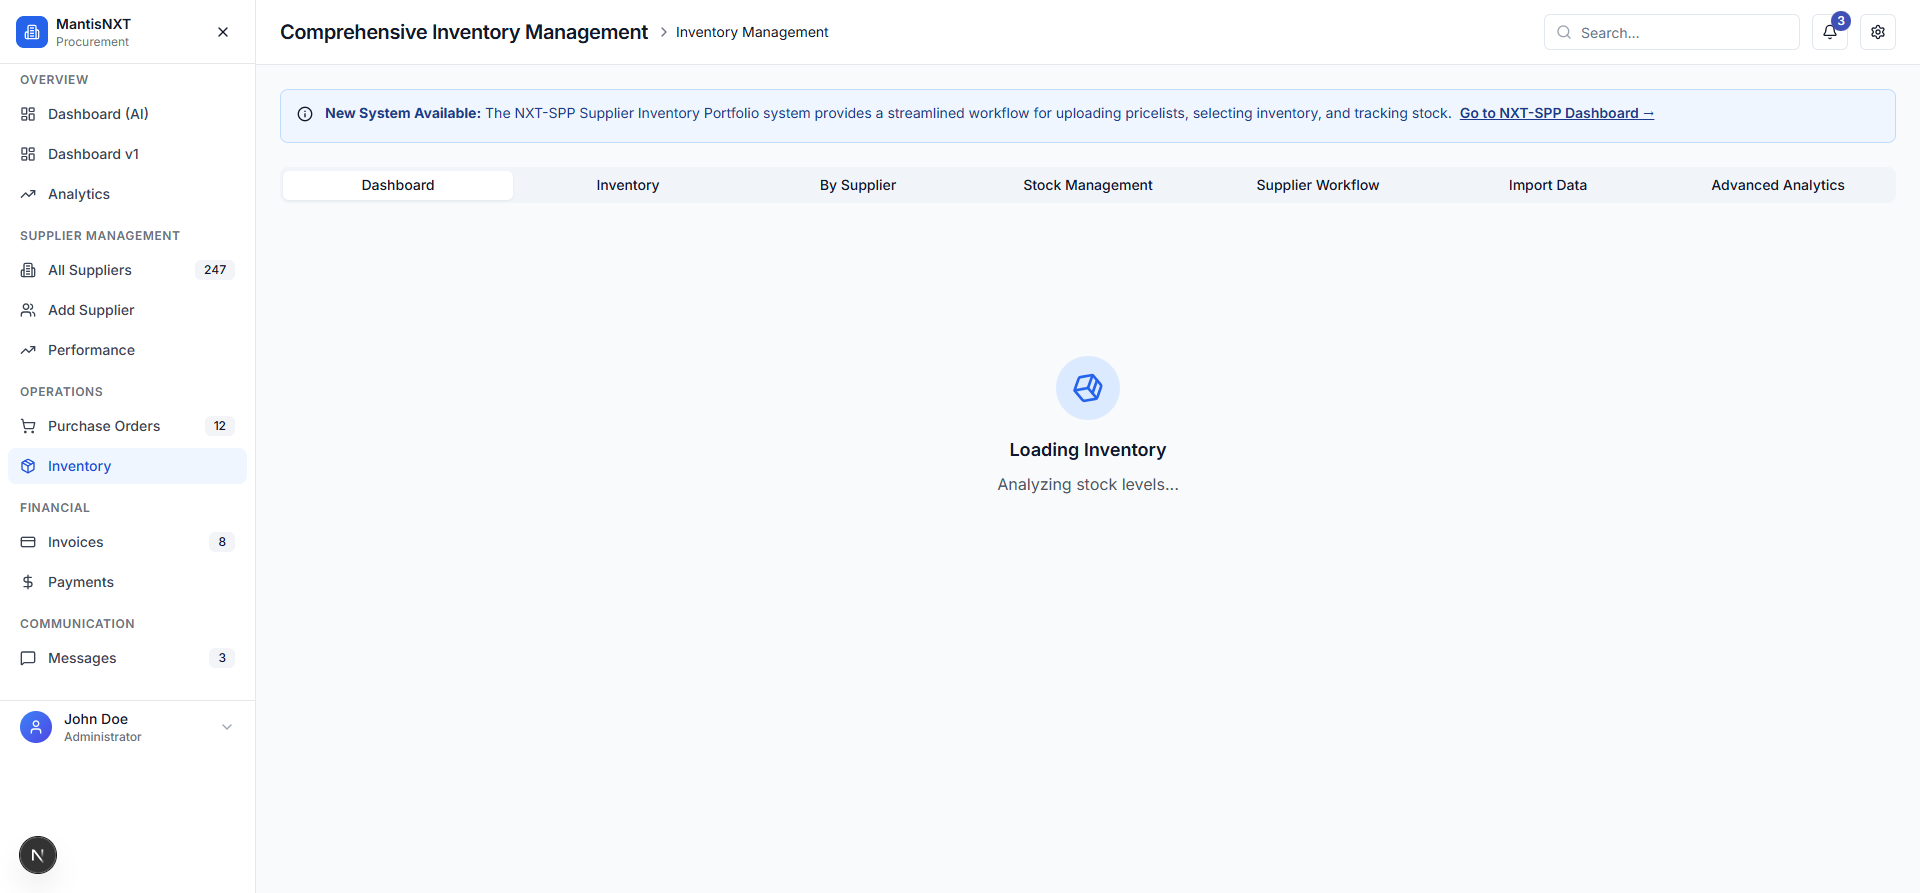 MantisNXT
Procurement
OVERVIEW
Dashboard (AI)
Dashboard v1
Analytics
SUPPLIER MANAGEMENT
All Suppliers 247
Add Supplier
Performance
OPERATIONS
Purchase Orders 12
Inventory
FINANCIAL
Invoices 8
$ Payments
COMMUNICATION
Messages 3
John Doe
Administrator
N
Comprehensive Inventory Management > Inventory Management
Search...
3
New System Available: The NXT-SPP Supplier Inventory Portfolio system provides a streamlined workflow for uploading pricelists, selecting inventory, and tracking stock. Go to NXT-SPP Dashboard →
Dashboard Inventory By Supplier Stock Management Supplier Workflow Import Data Advanced Analytics
Loading Inventory
Analyzing stock levels...